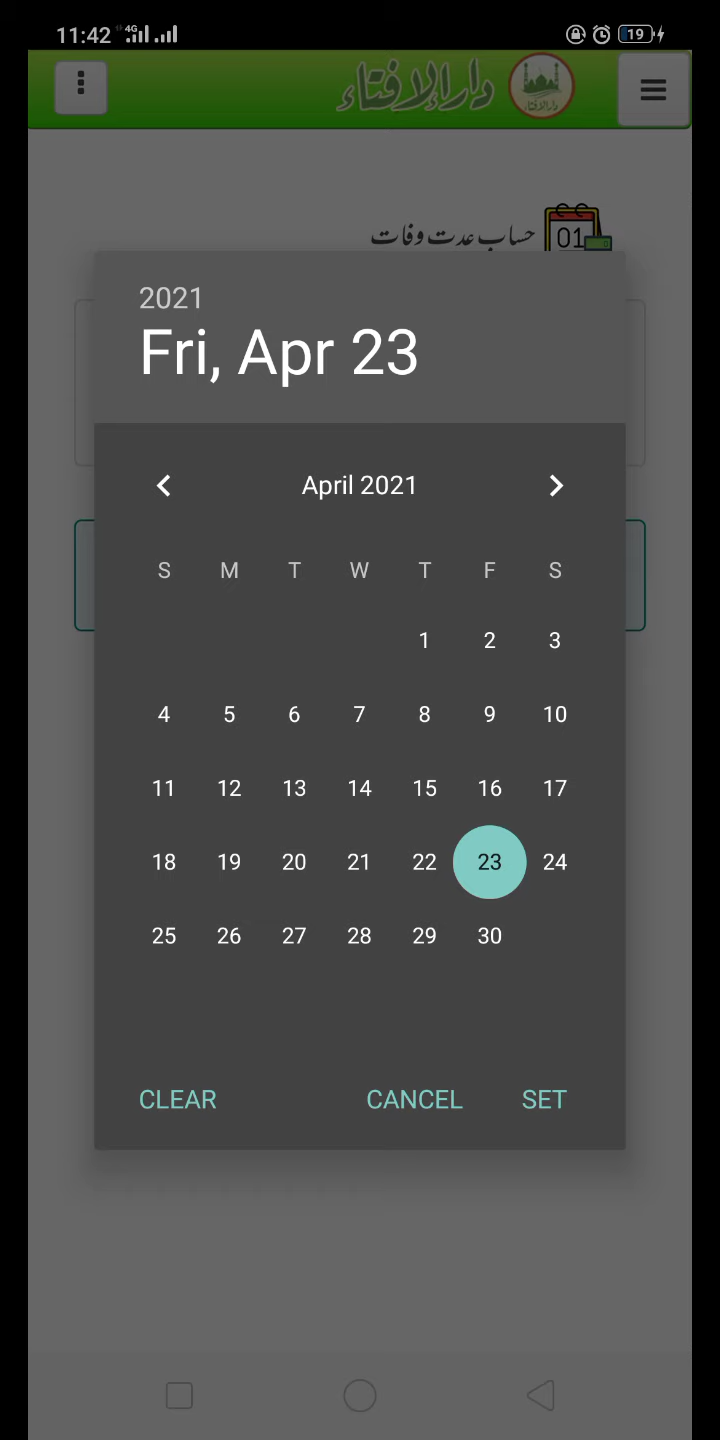 11:42 4G 19
دارالافتاء
دارالافتاء
حساب عدت وفات
01
2021
Fri, Apr 23
April 2021
S M T W T F S
1 2 3
4 5 6 7 8 9 10
11 12 13 14 15 16 17
18 19 20 21 22 23 24
25 26 27 28 29 30
CLEAR CANCEL SET